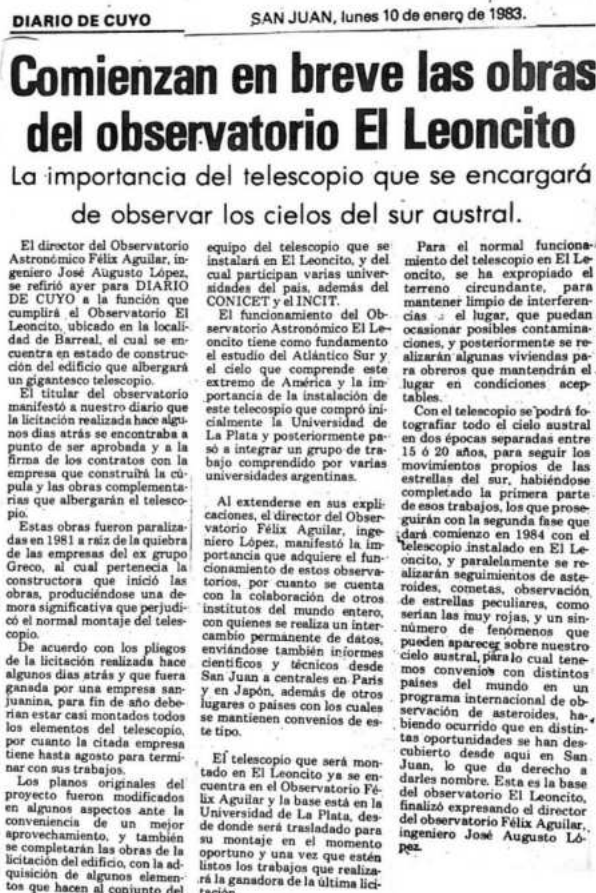 DIARIO DE CUYO
SAN JUAN, lunes 10 de enero de 1983.
Comienzan en breve las obras
del observatorio El Leoncito
La importancia del telescopio que se encargará
de observar los cielos del sur austral.
El director del Observatorio
Astronómico Félix Aguilar, in-
geniero José Augusto López,
se refirió ayer para DIARIO
DE CUYO a la función que
cumplirá el Observatorio El
Leoncito, ubicado en la locali-
dad de Barreal, el cual se en-
cuentra en estado de construc-
ción del edificio que albergará
un gigantesco telescopio.
El titular del observatorio
manifestó a nuestro diario que
la licitación realizada hace algu-
nos días atrás se encontraba a
punto de ser aprobada y a la
firma de los contratos con la
empresa que construirá la cú-
pula y las obras complementa-
rias que albergarán el telesco-
pio.
Estas obras fueron paraliza-
das en 1981 a raíz de la quiebra
de las empresas del ex grupo
Greco, al cual pertenecía la
constructora que inició las
obras, produciéndose una de-
mora significativa que perjudi-
có el normal montaje del teles-
copio.
De acuerdo con los pliegos
de la licitación realizada hace
algunos días atrás y que fuera
ganada por una empresa san-
juanina, para fin de año debe-
rían estar casi montados todos
los elementos del telescopio,
por cuanto la citada empresa
tiene hasta agosto para termi-
nar con sus trabajos.
Los planos originales del
proyecto fueron modificados
en algunos aspectos ante la
conveniencia de un mejor
aprovechamiento, y también
se completarán las obras de la
licitación del edificio, con la ad-
quisición de algunos elemen-
tos que hacen al conjunto del
equipo del telescopio que se
instalará en El Leoncito, y del
cual participan varias univer-
sidades del país, además del
CONICET y el INCIT.
El funcionamiento del Ob-
servatorio Astronómico El Le-
oncito tiene como fundamento
el estudio del Atlántico Sur y
el cielo que comprende este
extremo de América y la im-
portancia de la instalación de
este telecospio que compró ini-
cialmente la Universidad de
La Plata y posteriormente pa-
só a integrar un grupo de tra-
bajo comprendido por varias
universidades argentinas.
Al extenderse en sus expli-
caciones, el director del Obser-
vatorio Félix Aguilar, inge-
niero López, manifestó la im-
portancia que adquiere el fun-
cionamiento de estos observa-
torios, por cuanto se cuenta
con la colaboración de otros
institutos del mundo entero,
con quienes se realiza un inter-
cambio permanente de datos,
enviándose también informes
científicos y técnicos desde
San Juan a centrales en París
y en Japón, además de otros
lugares o países con los cuales
se mantienen convenios de es-
te tipo.
El telescopio que será mon-
tado en El Leoncito ya se en-
cuentra en el Observatorio Fé-
lix Aguilar y la base está en la
Universidad de La Plata, des-
de donde será trasladado para
su montaje en el momento
oportuno y una vez que estén
listos los trabajos que realiza-
rá la ganadora de la última lici-
tación.
Para el normal funciona-
miento del telescopio en El Le-
oncito, se ha expropiado el
terreno circundante, para
mantener limpio de interferen-
cias el lugar, que puedan
ocasionar posibles contamina-
ciones, y posteriormente se re-
alizarán algunas viviendas pa-
ra obreros que mantendrán el
lugar en condiciones acep-
tables.
Con el telescopio se podrá fo-
tografiar todo el cielo austral
en dos épocas separadas entre
15 ó 20 años, para seguir los
movimientos propios de las
estrellas del sur, habiéndose
completado la primera parte
de esos trabajos, los que prose-
guirán con la segunda fase que
dará comienzo en 1984 con el
telescopio instalado en El Le-
oncito, y paralelamente se re-
alizarán seguimientos de aste-
roides, cometas, observación
de estrellas peculiares, como
serían las muy rojas, y un sin-
número de fenómenos que
pueden aparecer sobre nuestro
cielo austral, para lo cual tene-
mos convenios con distintos
países del mundo en un
programa internacional de ob-
servación de asteroides, ha-
biendo ocurrido que en distin-
tas oportunidades se han des-
cubierto desde aquí en San
Juan, lo que da derecho a
darles nombre. Esta es la base
del observatorio El Leoncito,
finalizó expresando el director
del observatorio Félix Aguilar,
ingeniero José Augusto Ló-
pez.